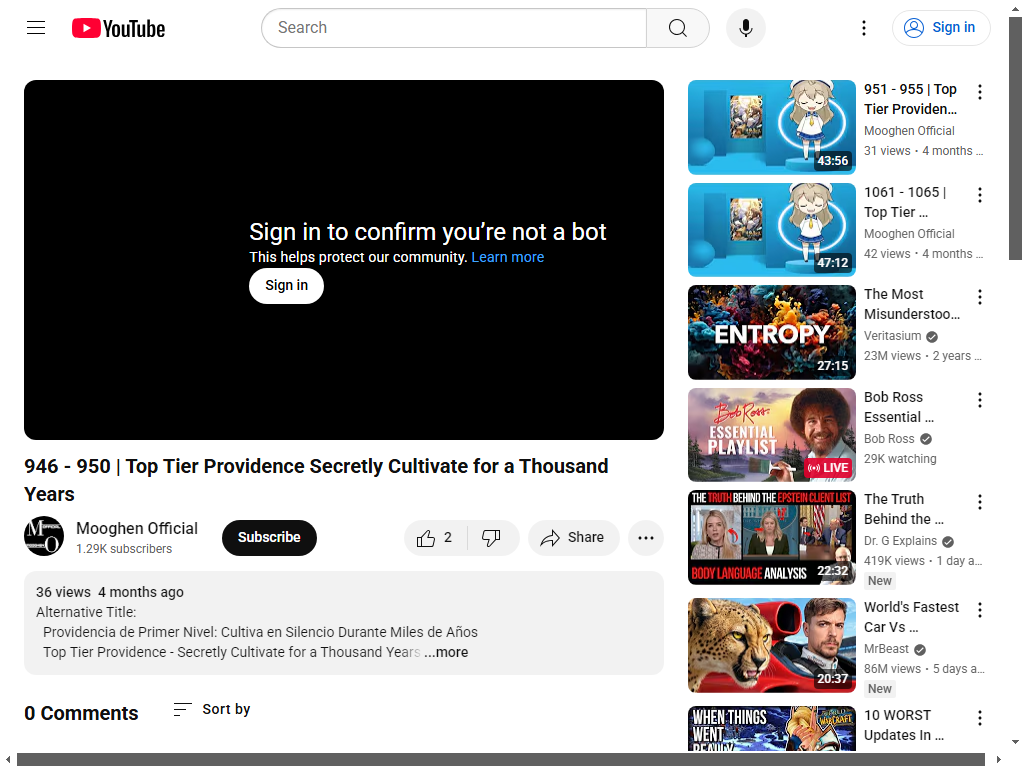 YouTube
Search
Sign in
Sign in to confirm you’re not a bot
This helps protect our community. Learn more
Sign in
946 - 950 | Top Tier Providence Secretly Cultivate for a Thousand
Years
Mooghen Official
1.29K subscribers
Subscribe
2
Share
36 views 4 months ago
Alternative Title:
Providencia de Primer Nivel: Cultiva en Silencio Durante Miles de Años
Top Tier Providence - Secretly Cultivate for a Thousand Years ...more
0 Comments
Sort by
43:56
951 - 955 | Top
Tier Providen...
Mooghen Official
31 views • 4 months ...
47:12
1061 - 1065 |
Top Tier ...
Mooghen Official
42 views • 4 months ...
ENTROPY
27:15
The Most
Misunderstoo...
Veritasium
23M views • 2 years ...
Bob Ross.
ESSENTIAL
PLAYLIST
LIVE
Bob Ross
Essential ...
Bob Ross
29K watching
THE TRUTH BEHIND THE EPSTEIN CLIENT LIST
BODY LANGUAGE ANALYSIS
22:32
The Truth
Behind the ...
Dr. G Explains
419K views • 1 day a...
New
20:37
World's Fastest
Car Vs ...
MrBeast
86M views • 5 days a...
New
WHEN THINGS
WENT
REALLY
10 WORST
Updates In ...